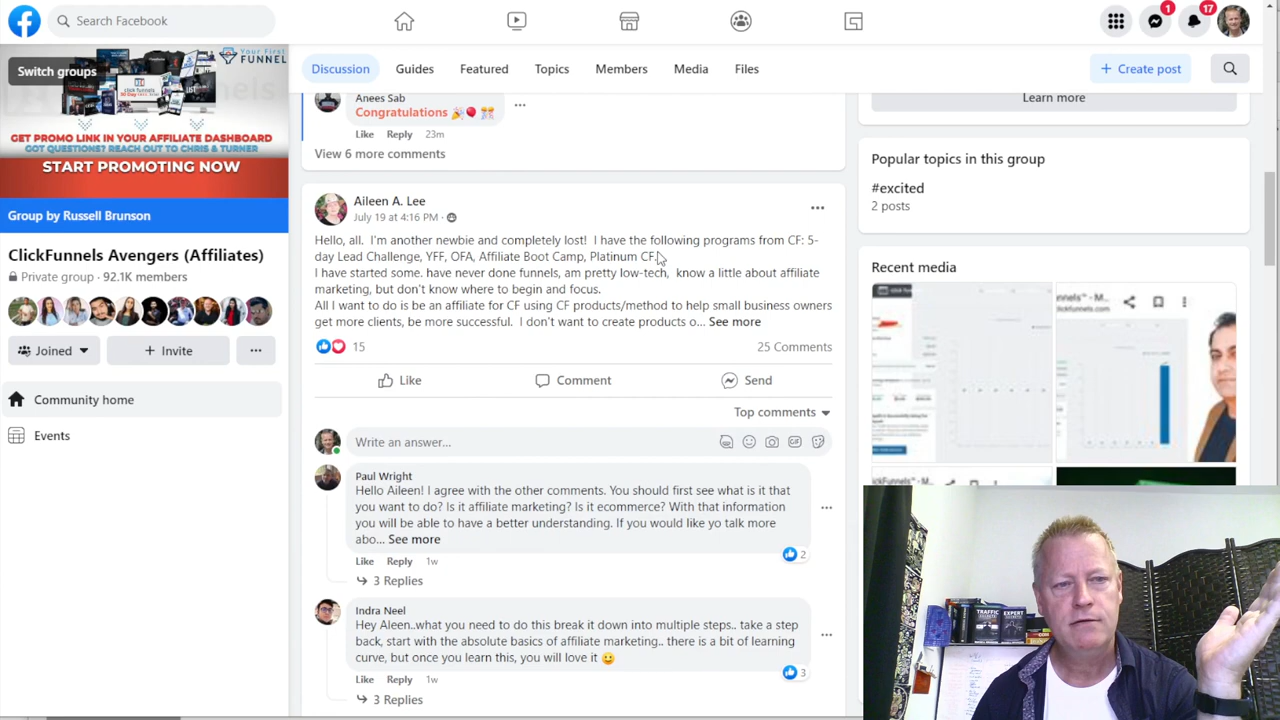 Search Facebook
1
17
Switch groups
Your First
FUNNEL
GET PROMO LINK IN YOUR AFFILIATE DASHBOARD
GOT QUESTIONS? REACH OUT TO CHRIS & TURNER
START PROMOTING NOW
Group by Russell Brunson
ClickFunnels Avengers (Affiliates)
Private group · 92.1K members
Joined
+ Invite
Community home
Events
Discussion
Guides
Featured
Topics
Members
Media
Files
+ Create post
Anees Sab
Congratulations
Like Reply 23m
View 6 more comments
Aileen A. Lee
July 19 at 4:16 PM ·
Hello, all. I'm another newbie and completely lost! I have the following programs from CF: 5-
day Lead Challenge, YFF, OFA, Affiliate Boot Camp, Platinum CF.
I have started some. have never done funnels, am pretty low-tech, know a little about affiliate
marketing, but don't know where to begin and focus.
All I want to do is be an affiliate for CF using CF products/method to help small business owners
get more clients, be more successful. I don't want to create products o... See more
15
25 Comments
Like
Comment
Send
Top comments
Write an answer...
Paul Wright
Hello Aileen! I agree with the other comments. You should first see what is it that
you want to do? Is it affiliate marketing? Is it ecommerce? With that information
you will be able to have a better understanding. If you would like yo talk more
abo... See more
2
Like Reply 1w
3 Replies
Indra Neel
Hey Aleen..what you need to do this break it down into multiple steps.. take a step
back, start with the absolute basics of affiliate marketing.. there is a bit of learning
curve, but once you learn this, you will love it
3
Like Reply 1w
3 Replies
Learn more
Popular topics in this group
#excited
2 posts
Recent media
TRAFFIC
EXPERT